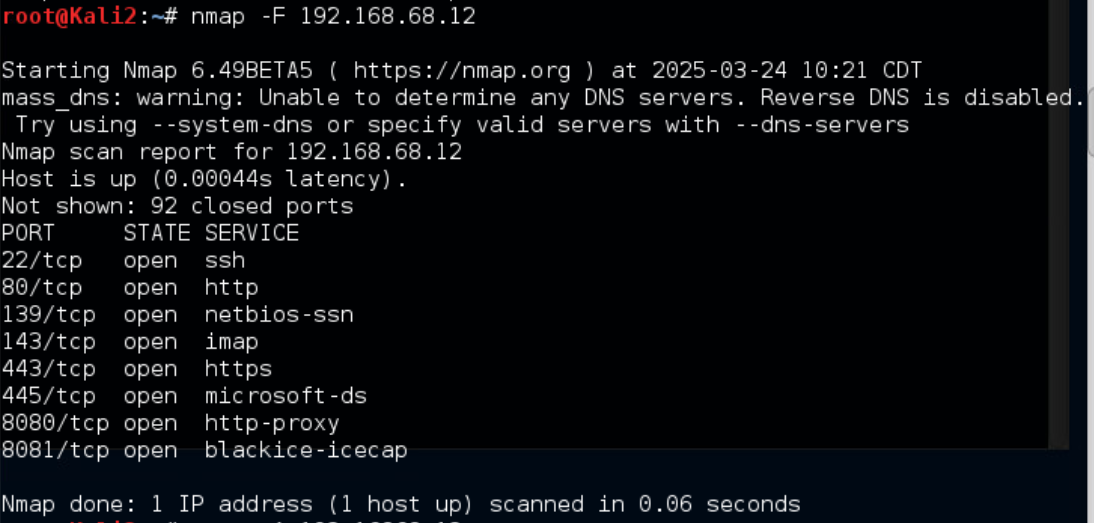 root@Kali2:~# nmap -F 192.168.68.12
Starting Nmap 6.49BETA5 ( https://nmap.org ) at 2025-03-24 10:21 CDT
mass_dns: warning: Unable to determine any DNS servers. Reverse DNS is disabled.
 Try using --system-dns or specify valid servers with --dns-servers
Nmap scan report for 192.168.68.12
Host is up (0.00044s latency).
Not shown: 92 closed ports
PORT     STATE SERVICE
22/tcp   open  ssh
80/tcp   open  http
139/tcp  open  netbios-ssn
143/tcp  open  imap
443/tcp  open  https
445/tcp  open  microsoft-ds
8080/tcp open  http-proxy
8081/tcp open  blackice-icecap
Nmap done: 1 IP address (1 host up) scanned in 0.06 seconds